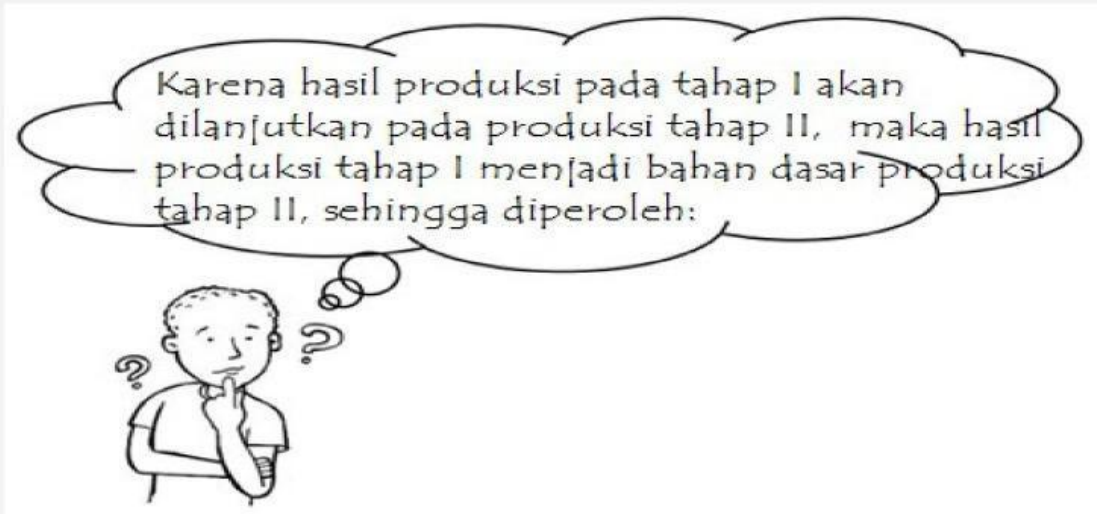 Karena hasil produksi pada tahap I akan
dilanjutkan pada produksi tahap II, maka hasil
produksi tahap I menjadi bahan dasar produksi
tahap II, sehingga diperoleh:
? ?